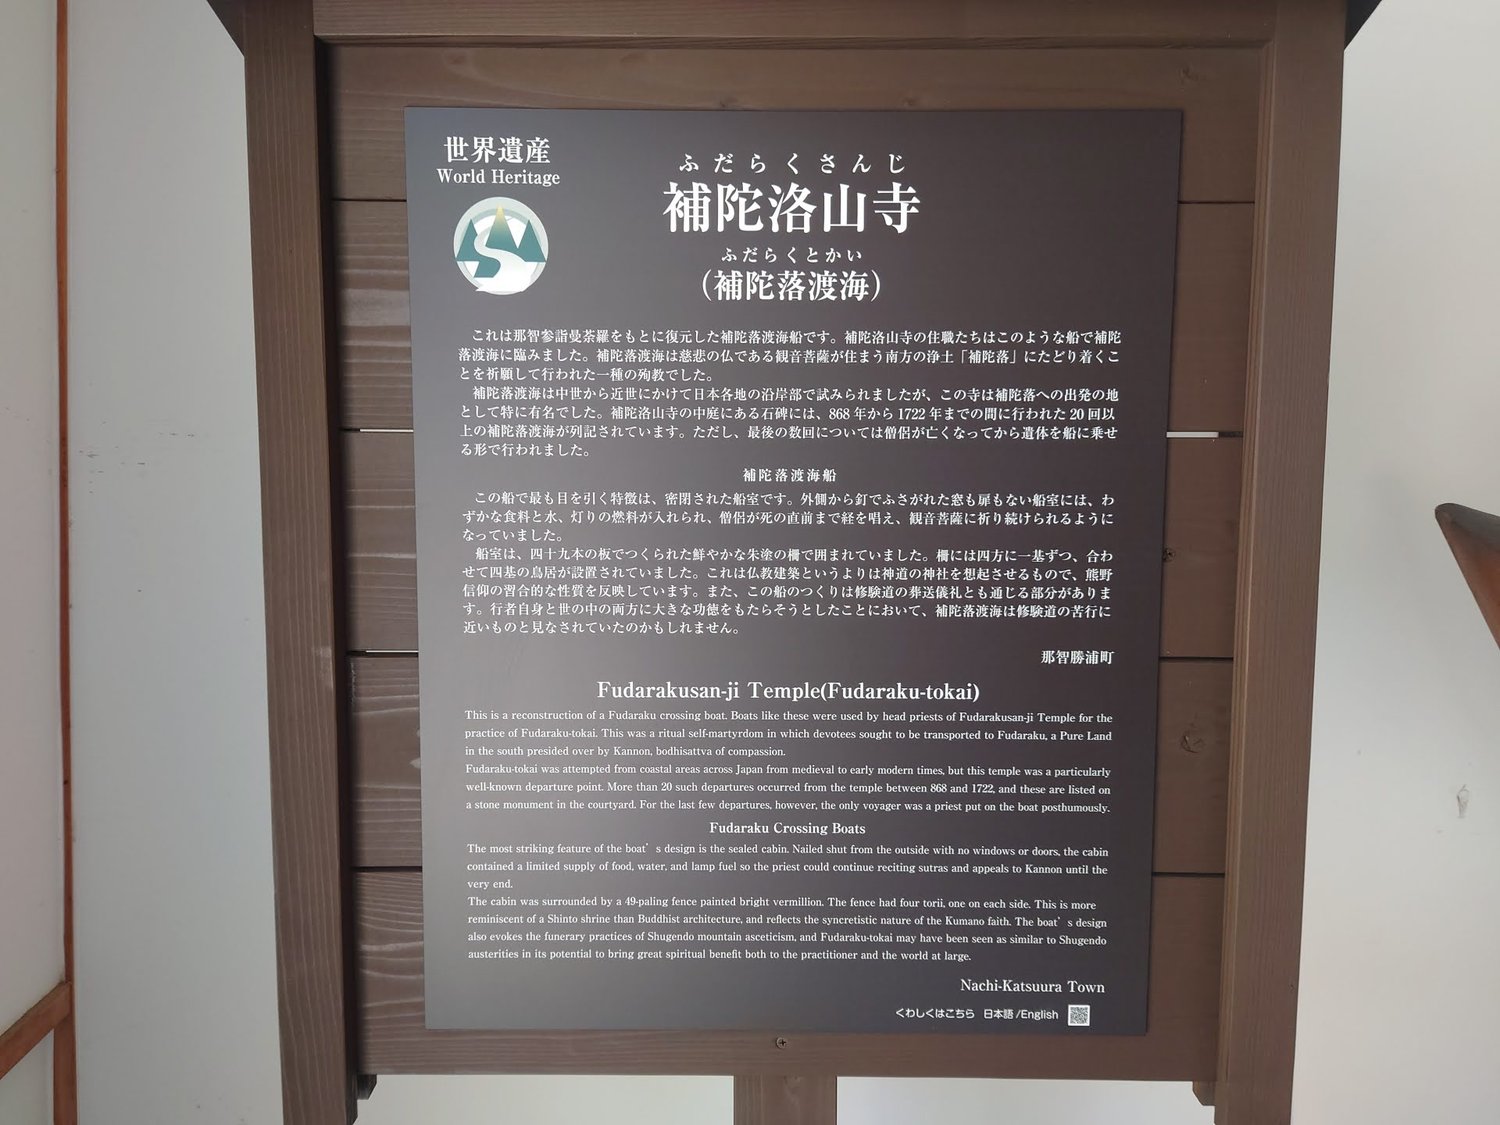 世界遺産
World Heritage
ふだらくさんじ
補陀洛山寺
ふだらくとかい
（補陀落渡海）
これは那智参詣曼荼羅をもとに復元した補陀落渡海船です。補陀洛山寺の住職たちはこのような船で補陀
落渡海に臨みました。補陀落渡海は慈悲の仏である観音菩薩が住まう南方の浄土「補陀落」にたどり着くこ
とを祈願して行われた一種の殉教でした。
補陀落渡海は中世から近世にかけて日本各地の沿岸部で試みられましたが、この寺は補陀落への出発の地
として特に有名でした。補陀洛山寺の中庭にある石碑には、868年から1722年までの間に行われた20回以
上の補陀落渡海が列記されています。ただし、最後の数回については僧侶が亡くなってから遺体を船に乗せ
る形で行われました。
補陀落渡海船
この船で最も目を引く特徴は、密閉された船室です。外側から釘でふさがれた窓も扉もない船室には、わ
ずかな食料と水、灯りの燃料が入れられ、僧侶が死の直前まで経を唱え、観音菩薩に祈り続けられるように
なっていました。
船室は、四十九本の板でつくられた鮮やかな朱塗の柵で囲まれていました。柵には四方に一基ずつ、合わ
せて四基の鳥居が設置されていました。これは仏教建築というよりは神道の神社を想起させるもので、熊野
信仰の習合的な性質を反映しています。また、この船のつくりは修験道の葬送儀礼とも通じる部分がありま
す。行者自身と世の中の両方に大きな功徳をもたらそうとしたことにおいて、補陀落渡海は修験道の苦行に
近いものと見なされていたのかもしれません。
那智勝浦町
Fudarakusan-ji Temple(Fudaraku-tokai)
This is a reconstruction of a Fudaraku crossing boat. Boats like these were used by head priests of Fudarakusan-ji Temple for the
practice of Fudaraku-tokai. This was a ritual self-martyrdom in which devotees sought to be transported to Fudaraku, a Pure Land
in the south presided over by Kannon, bodhisattva of compassion.
Fudaraku-tokai was attempted from coastal areas across Japan from medieval to early modern times, but this temple was a particularly
well-known departure point. More than 20 such departures occurred from the temple between 868 and 1722, and these are listed on
a stone monument in the courtyard. For the last few departures, however, the only voyager was a priest put on the boat posthumously.
Fudaraku Crossing Boats
The most striking feature of the boat’s design is the sealed cabin. Nailed shut from the outside with no windows or doors, the cabin
contained a limited supply of food, water, and lamp fuel so the priest could continue reciting sutras and appeals to Kannon until the
very end.
The cabin was surrounded by a 49-paling fence painted bright vermillion. The fence had four torii, one on each side. This is more
reminiscent of a Shinto shrine than Buddhist architecture, and reflects the syncretistic nature of the Kumano faith. The boat’s design
also evokes the funerary practices of Shugendo mountain asceticism, and Fudaraku-tokai may have been seen as similar to Shugendo
austerities in its potential to bring great spiritual benefit both to the practitioner and the world at large.
Nachi-Katsuura Town
くわしくはこちら 日本語/English